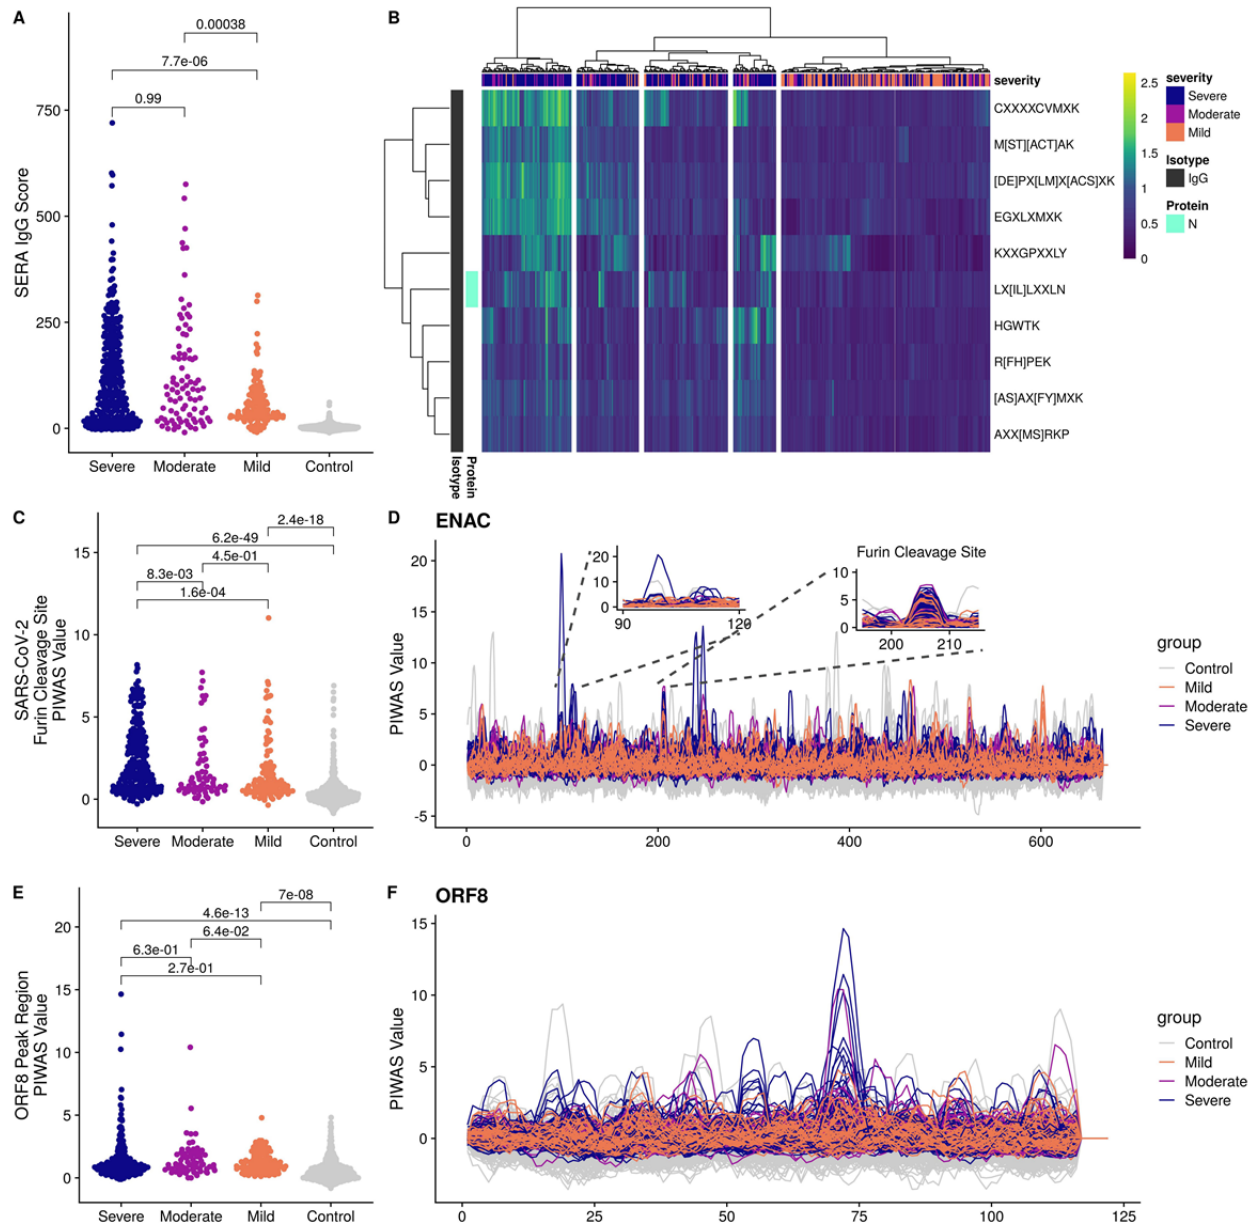 A
0.00038
7.7e-06
0.99
SERA IgG Score
750
500
250
0
Severe Moderate Mild Control
B
severity
CXXXXCVMXK
M[ST][ACT]AK
[DE]PX[LM]X[ACS]XK
EGXLXMXK
KXXGPXXLY
LX[IL]LXXLN
HGWTK
R[FH]PEK
[AS]AX[FY]MXK
AXX[MS]RKP
Isotype
Protein
2.5
2
1.5
1
0.5
0
severity
Severe
Moderate
Mild
Isotype
IgG
Protein
N
C
2.4e-18
6.2e-49
4.5e-01
8.3e-03
1.6e-04
SARS-CoV-2
Furin Cleavage Site
PIWAS Value
15
10
5
0
Severe Moderate Mild Control
D ENAC
PIWAS Value
20
15
10
5
0
-5
0 200 400 600
20
10
0
90 120
Furin Cleavage Site
10
5
0
200 210
group
Control
Mild
Moderate
Severe
E
7e-08
4.6e-13
6.4e-02
6.3e-01
2.7e-01
ORF8 Peak Region
PIWAS Value
20
15
10
5
0
Severe Moderate Mild Control
F ORF8
PIWAS Value
15
10
5
0
0 25 50 75 100 125
group
Control
Mild
Moderate
Severe